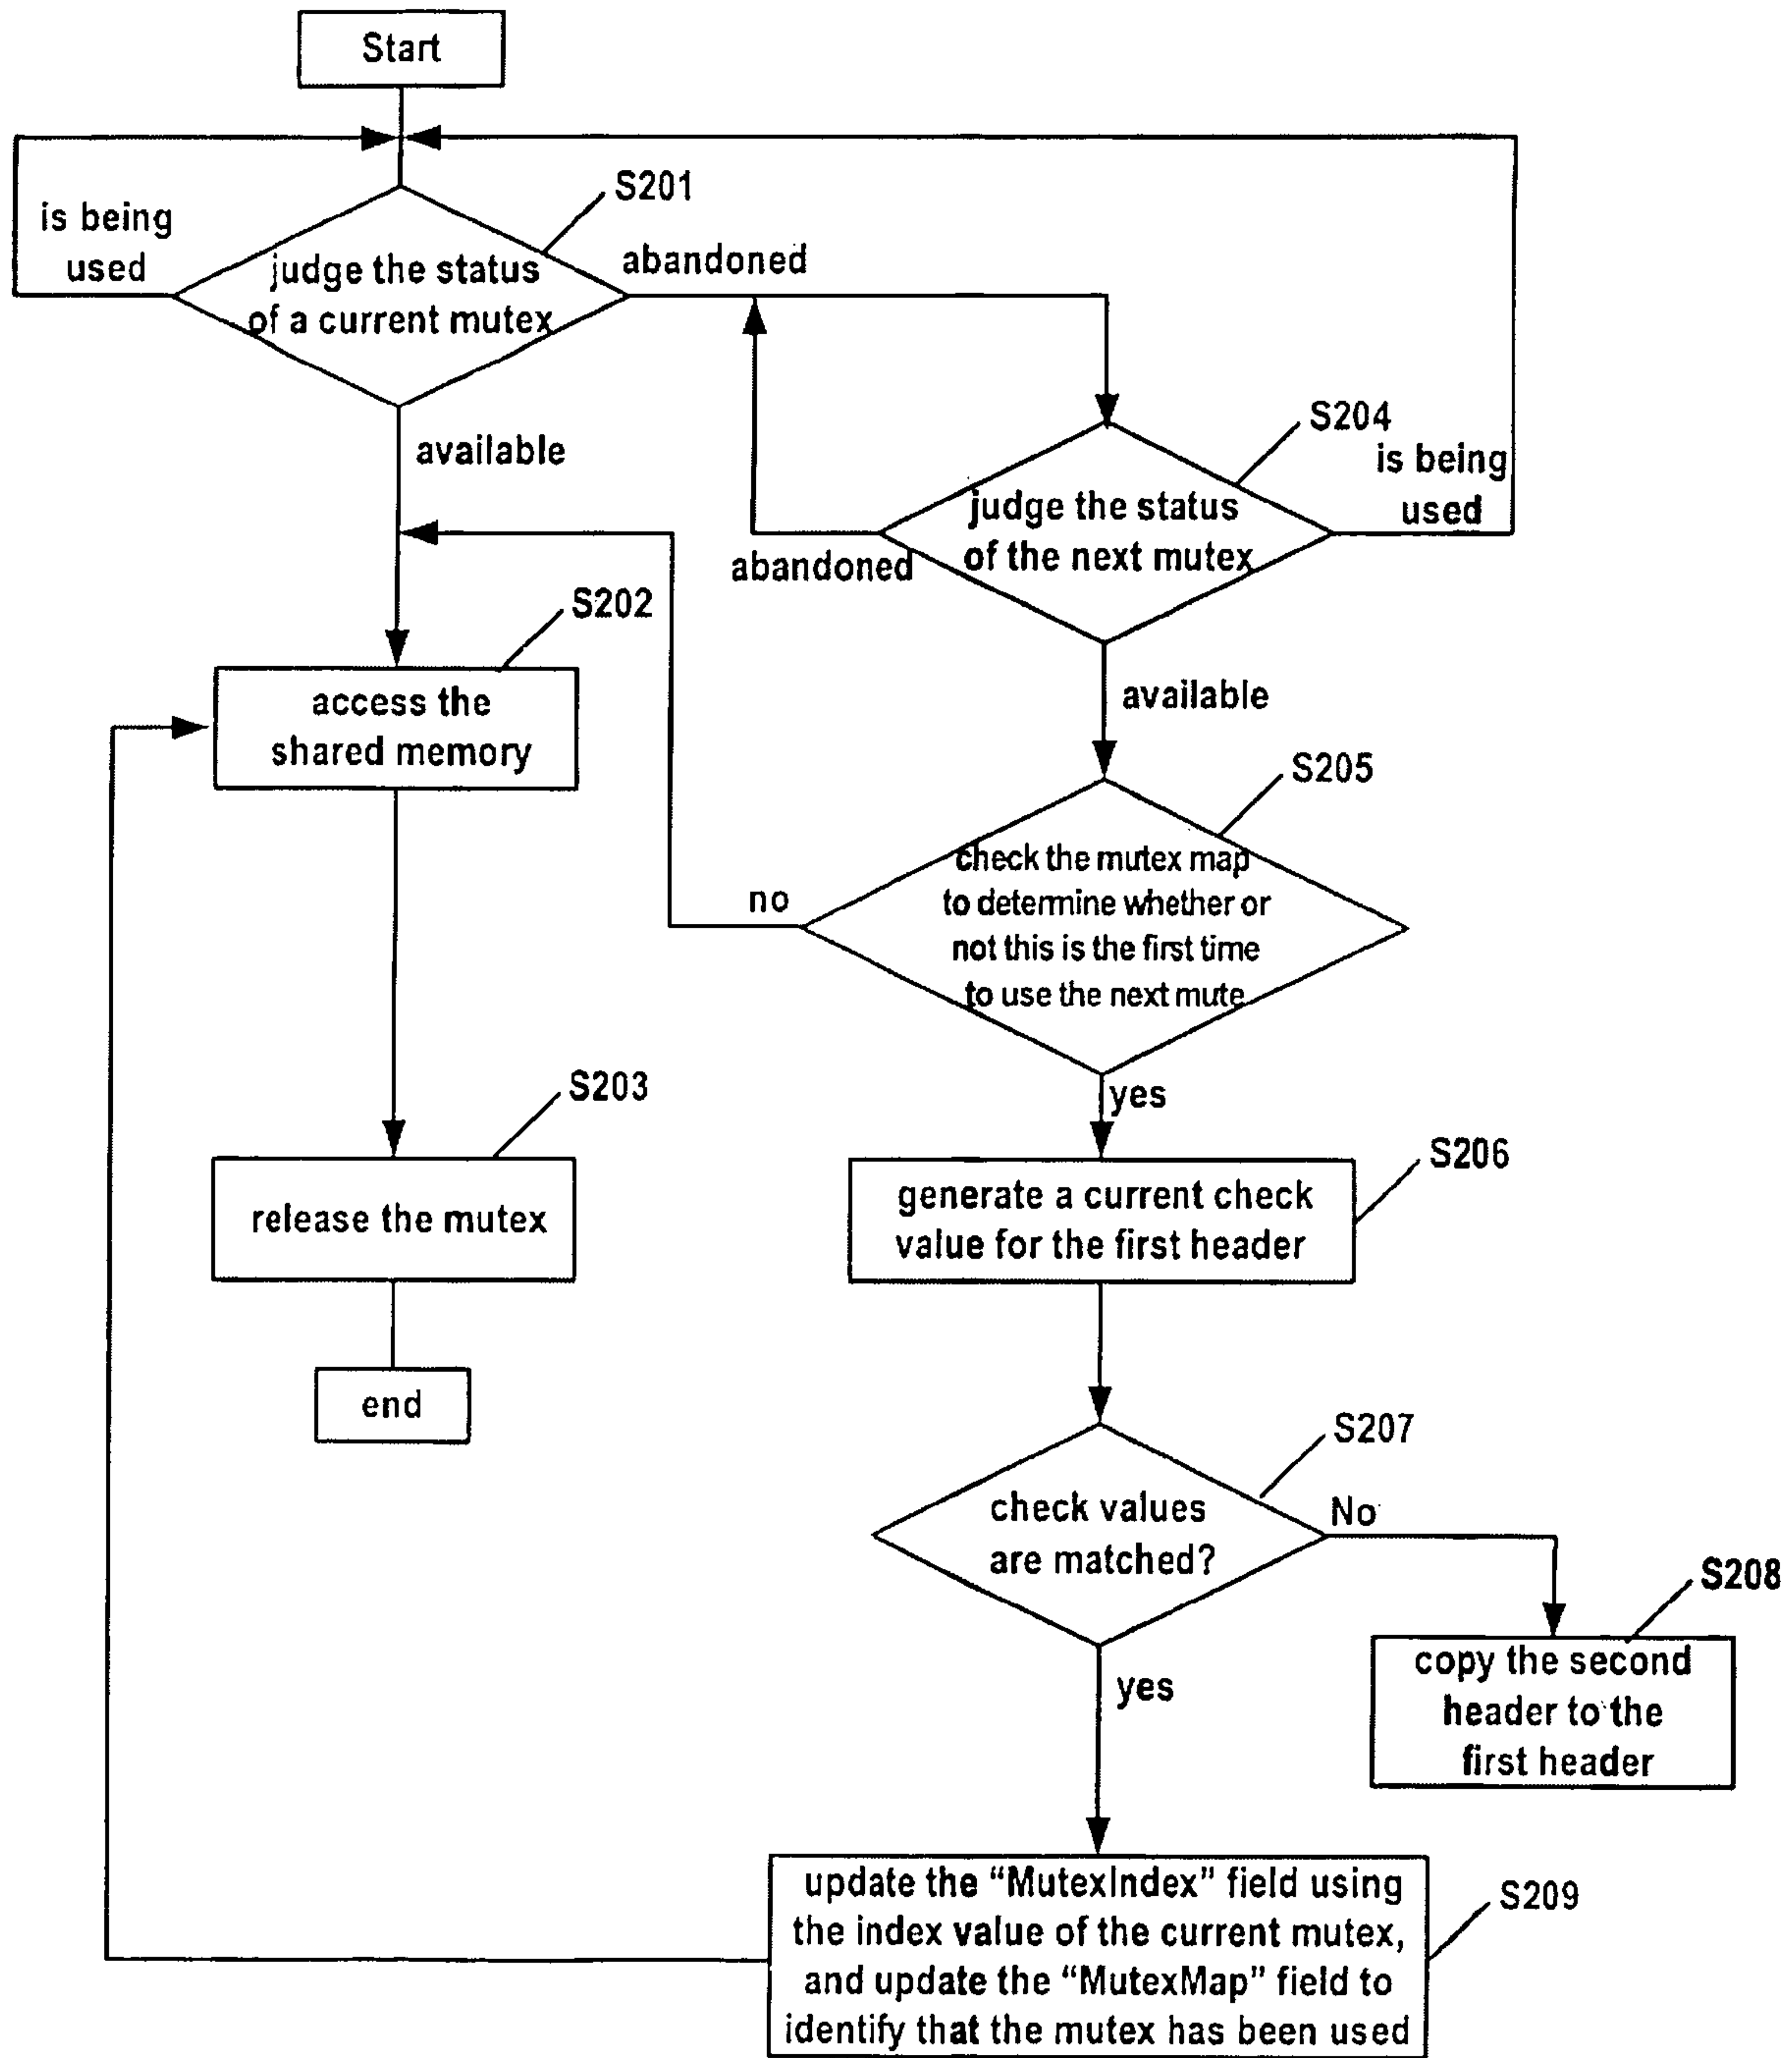 Start
S201
is being
used
judge the status
of a current mutex
abandoned
available
S204
is being
used
judge the status
of the next mutex
abandoned
S202
access the
shared memory
available
S205
check the mutex map
to determine whether or
not this is the first time
to use the next mute
no
yes
S203
release the mutex
S206
generate a current check
value for the first header
end
S207
check values
are matched?
No
S208
copy the second
header to the
first header
yes
update the “MutexIndex” field using
the index value of the current mutex,
and update the “MutexMap” field to
identify that the mutex has been used
S209